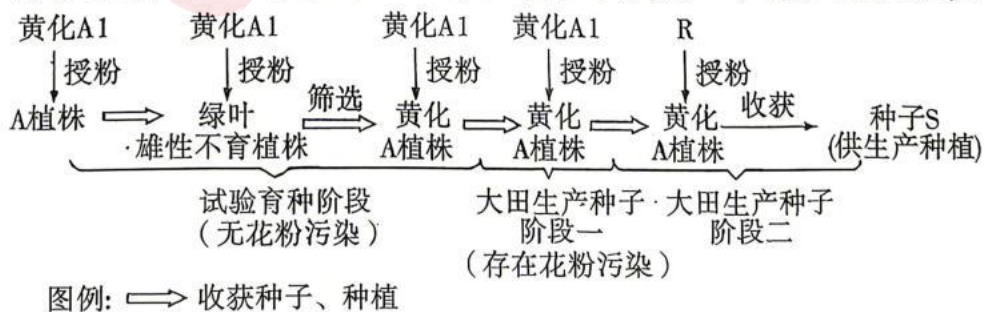 黄化A1 黄化A1 黄化A1 黄化A1 R
授粉 授粉 授粉 授粉 授粉
A植株 绿叶 筛选 黄化 黄化 黄化 收获 种子S
·雄性不育植株 A植株 A植株 A植株 (供生产种植)
试验育种阶段 大田生产种子·大田生产种子
(无花粉污染) 阶段一 阶段二
(存在花粉污染)
图例: 收获种子、种植